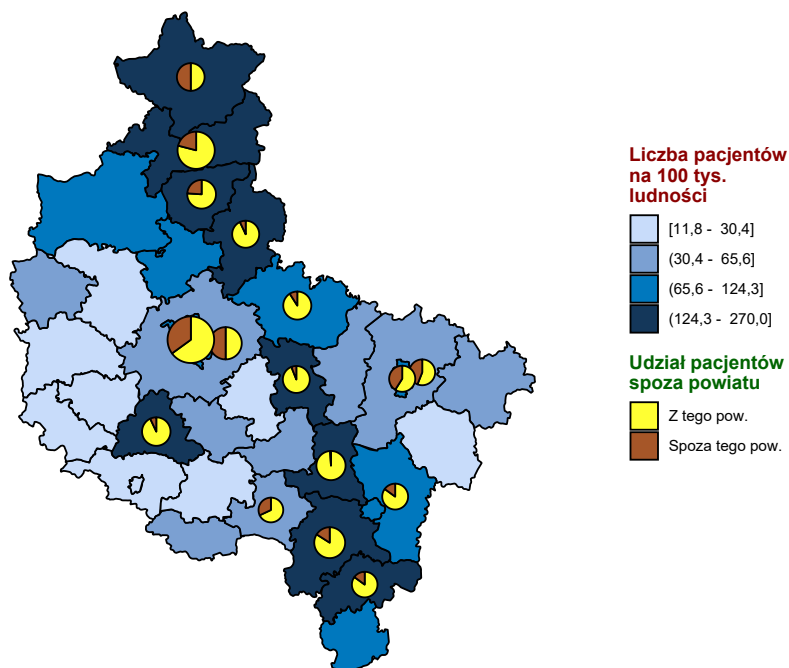 Liczba pacjentów
na 100 tys.
ludności
[11,8 - 30,4]
(30,4 - 65,6]
(65,6 - 124,3]
(124,3 - 270,0]
Udział pacjentów
spoza powiatu
Z tego pow.
Spoza tego pow.